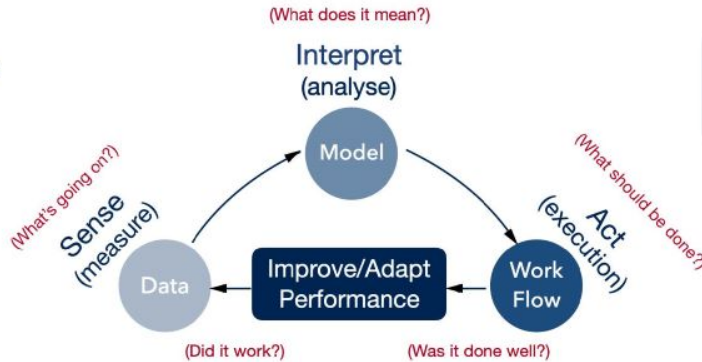 (What does it mean?)
Interpret
(analyse)
Model
(What's going on?)
Sense
(measure)
Data
(What should be done?)
Act
(execution)
Work
Flow
Improve/Adapt
Performance
(Did it work?)
(Was it done well?)